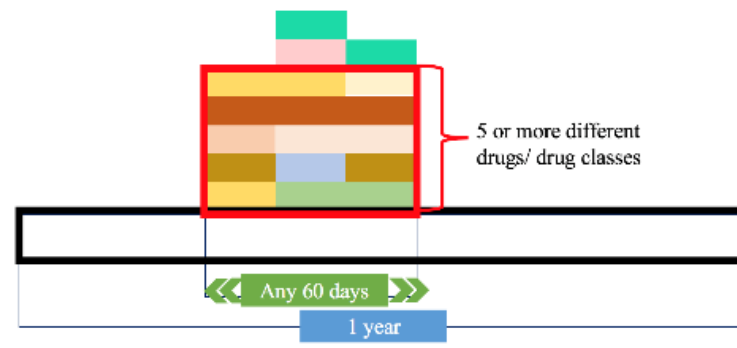 5 or more different
drugs/ drug classes
Any 60 days
1 year